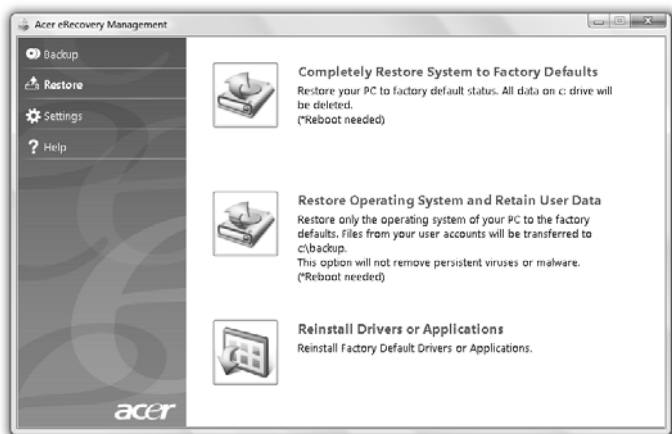 Acer eRecovery Management
Backup
Restore
Settings
? Help
Completely Restore System to Factory Defaults
Restore your PC to factory default status. All data on c: drive will
be deleted.
(*Reboot needed)
Restore Operating System and Retain User Data
Restore only the operating system of your PC to the factory
defaults. Files from your user accounts will be transferred to
c:\backup.
This option will not remove persistent viruses or malware.
(*Reboot needed)
Reinstall Drivers or Applications
Reinstall Factory Default Drivers or Applications.
acer